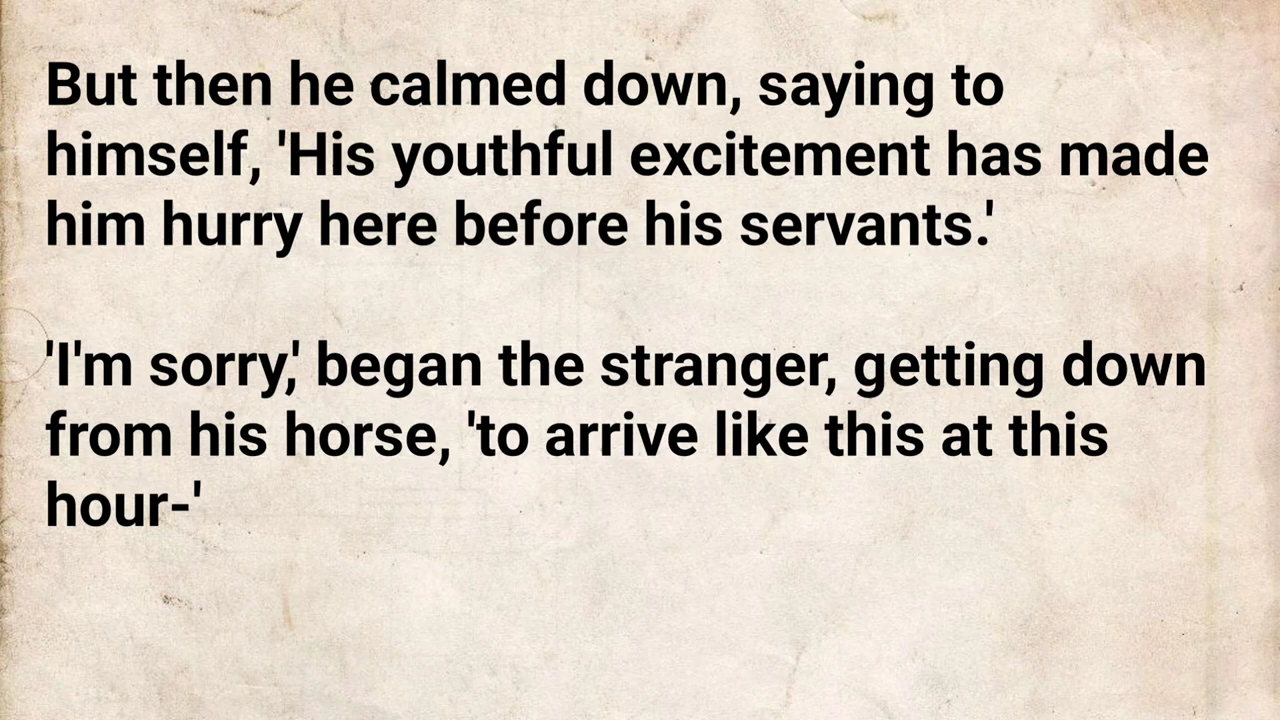 But then he calmed down, saying to
himself, 'His youthful excitement has made
him hurry here before his servants.'
'I'm sorry,' began the stranger, getting down
from his horse, 'to arrive like this at this
hour-'